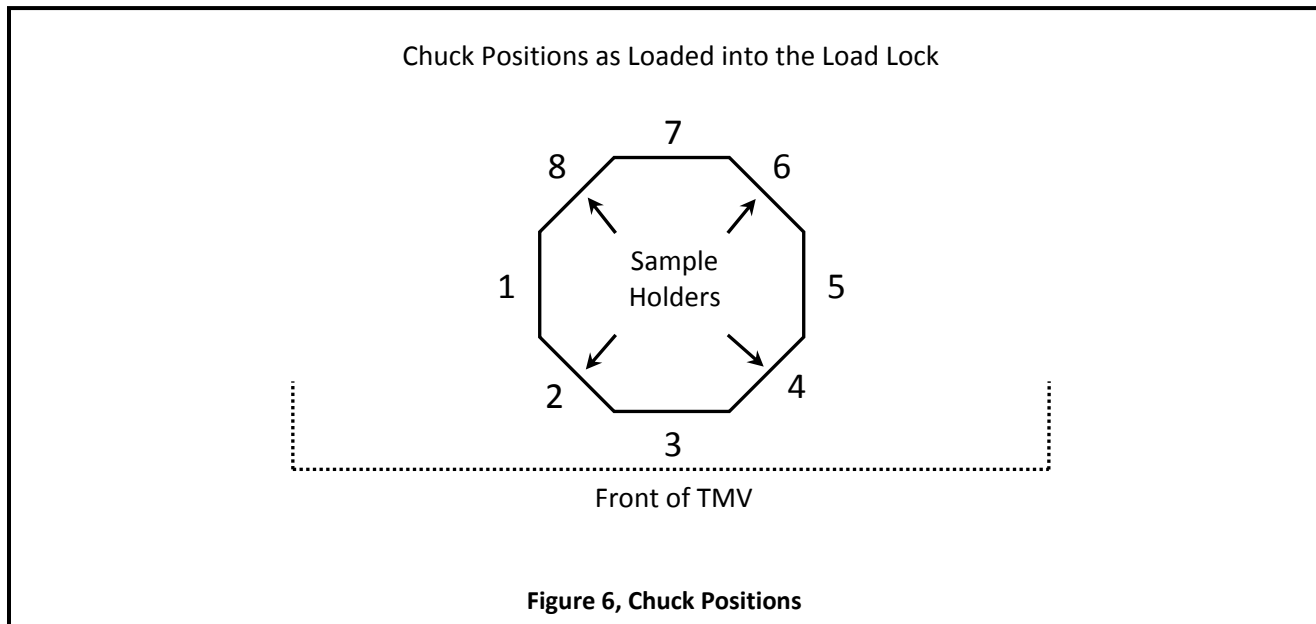 Chuck Positions as Loaded into the Load Lock
7
8
6
Sample
Holders
1
5
2
4
3
Front of TMV
Figure 6, Chuck Positions